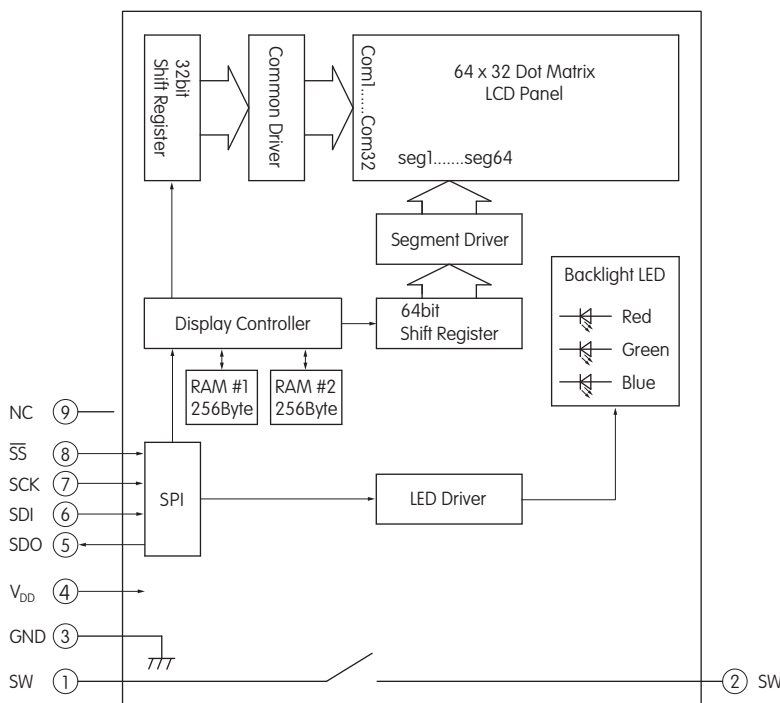 32bit
Shift Register
Common Driver
Com1......Com32
64 x 32 Dot Matrix
LCD Panel
seg1.......seg64
Segment Driver
Backlight LED
Red
Green
Blue
Display Controller
64bit
Shift Register
RAM #1
256Byte
RAM #2
256Byte
NC 9
S̅S̅ 8
SCK 7
SDI 6
SDO 5
SPI
LED Driver
VDD 4
GND 3
SW 1
2 SW